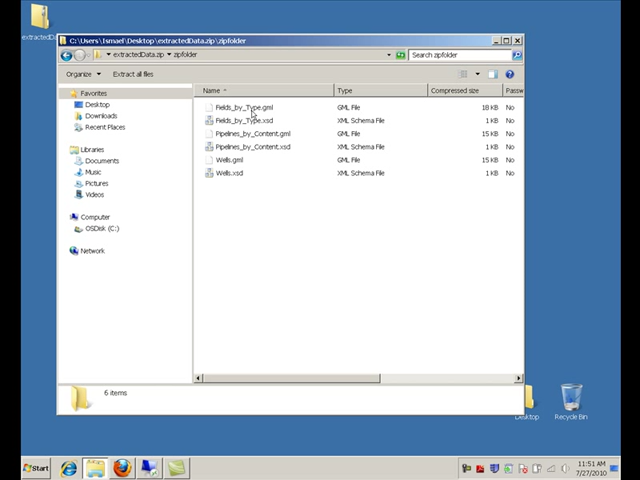 extractedDa
C:\Users\Ismael\Desktop\extractedData.zip\zipfolder
extractedData.zip
zipfolder
Search zipfolder
Organize
Extract all files
Favorites
Desktop
Downloads
Recent Places
Libraries
Documents
Music
Pictures
Videos
Computer
OSDisk (C:)
Network
Name Type Compressed size Passw
Fields_by_Type.gml GML File 18 KB No
Fields_by_Type.xsd XML Schema File 1 KB No
Pipelines_by_Content.gml GML File 15 KB No
Pipelines_by_Content.xsd XML Schema File 1 KB No
Wells.gml GML File 15 KB No
Wells.xsd XML Schema File 1 KB No
6 items
Desktop
Recycle Bin
Start
11:51 AM
7/27/2010